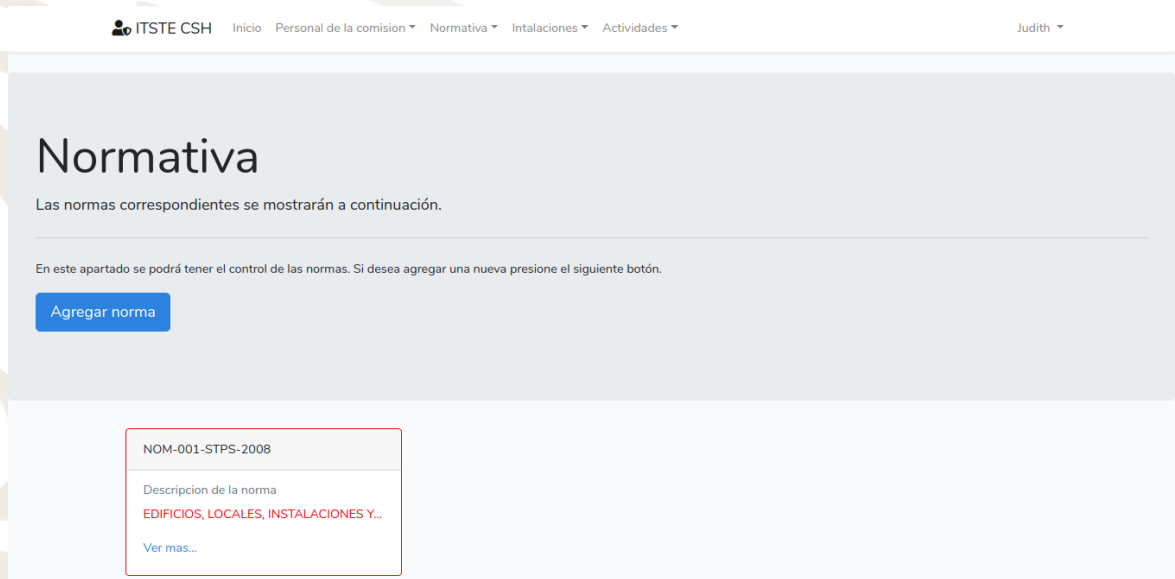 ITSTE CSH Inicio Personal de la comision Normativa Intalaciones Actividades Judith
Normativa
Las normas correspondientes se mostrarán a continuación.
En este apartado se podrá tener el control de las normas. Si desea agregar una nueva presione el siguiente botón.
Agregar norma
NOM-001-STPS-2008
Descripcion de la norma
EDIFICIOS, LOCALES, INSTALACIONES Y...
Ver mas...